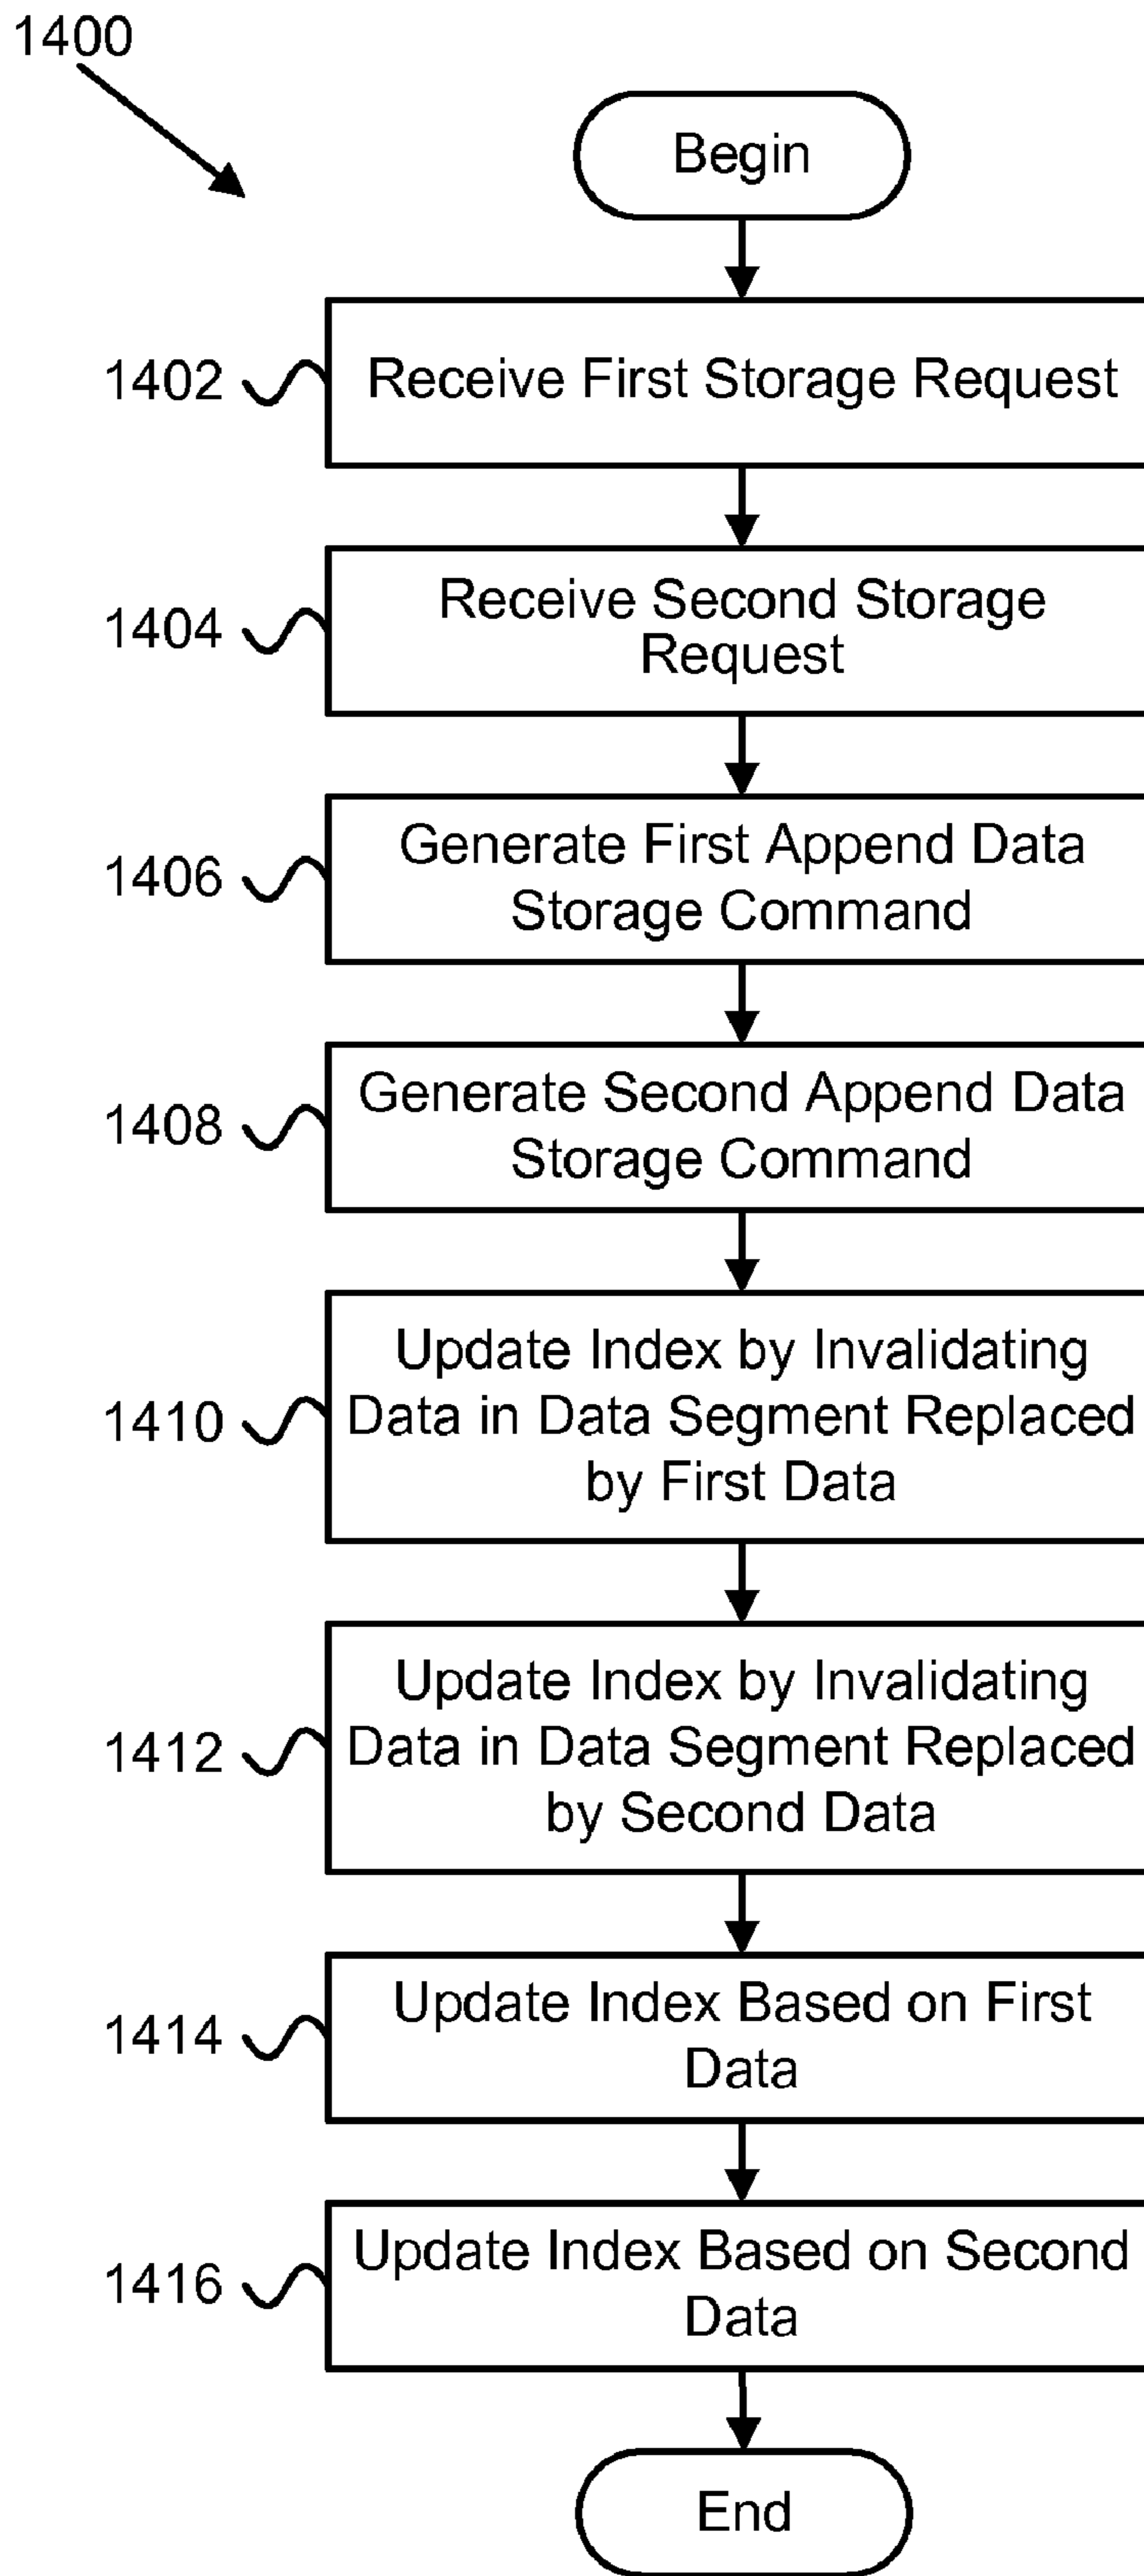 1400
Begin
1402
Receive First Storage Request
1404
Receive Second Storage
Request
1406
Generate First Append Data
Storage Command
1408
Generate Second Append Data
Storage Command
1410
Update Index by Invalidating
Data in Data Segment Replaced
by First Data
1412
Update Index by Invalidating
Data in Data Segment Replaced
by Second Data
1414
Update Index Based on First
Data
1416
Update Index Based on Second
Data
End